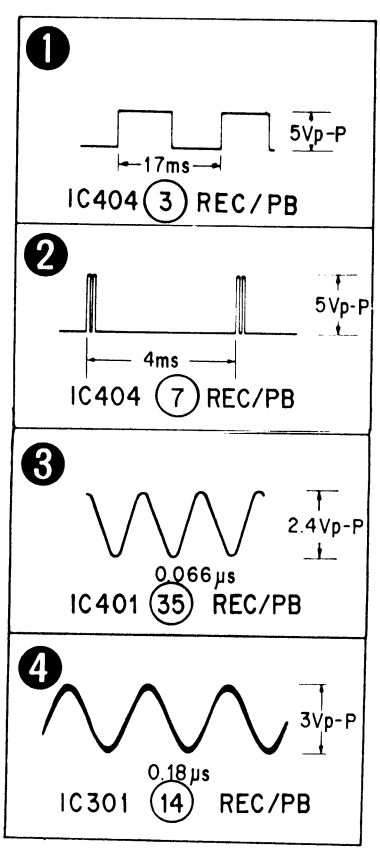 1
5Vp-P
17ms
IC404 3 REC/PB
2
5Vp-P
4ms
IC404 7 REC/PB
3
2.4Vp-P
0.066µs
IC401 35 REC/PB
4
3Vp-P
0.18µs
IC301 14 REC/PB